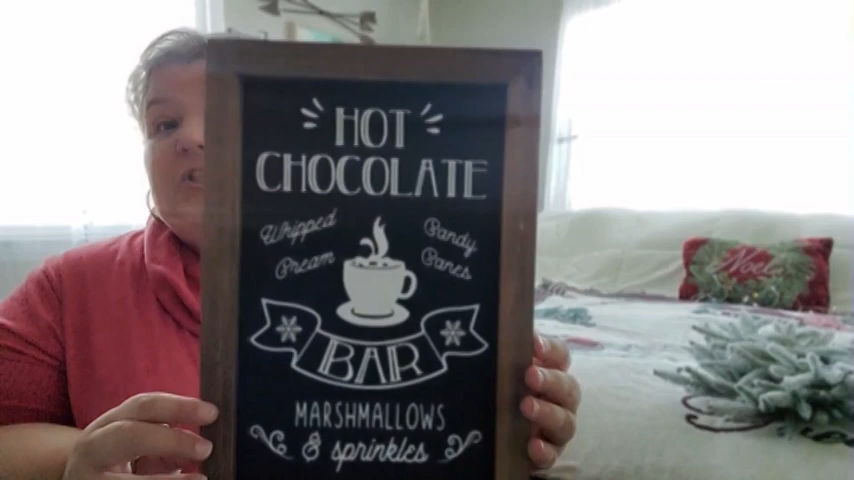 HOT
CHOCOLATE
Whipped
Cream
Candy
Canes
BAR
MARSHMALLOWS
& sprinkles
Noel